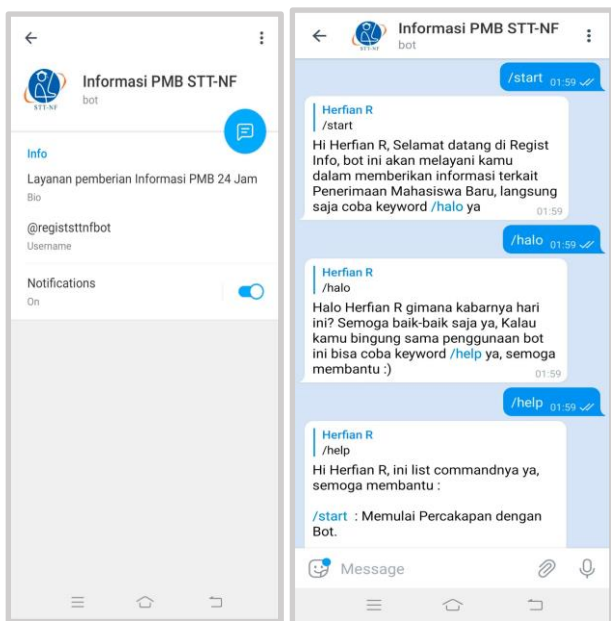 Informasi PMB STT-NF
bot
STT-NF
Info
Layanan pemberian Informasi PMB 24 Jam
Bio
@registsttnfbot
Username
Notifications
On
Informasi PMB STT-NF
bot
/start 01:59
Herfian R
/start
Hi Herfian R, Selamat datang di Regist
Info, bot ini akan melayani kamu
dalam memberikan informasi terkait
Penerimaan Mahasiswa Baru, langsung
saja coba keyword /halo ya
01:59
/halo 01:59
Herfian R
/halo
Halo Herfian R gimana kabarnya hari
ini? Semoga baik-baik saja ya, Kalau
kamu bingung sama penggunaan bot
ini bisa coba keyword /help ya, semoga
membantu :)
01:59
/help 01:59
Herfian R
/help
Hi Herfian R, ini list commandnya ya,
semoga membantu :
/start : Memulai Percakapan dengan
Bot.
Message